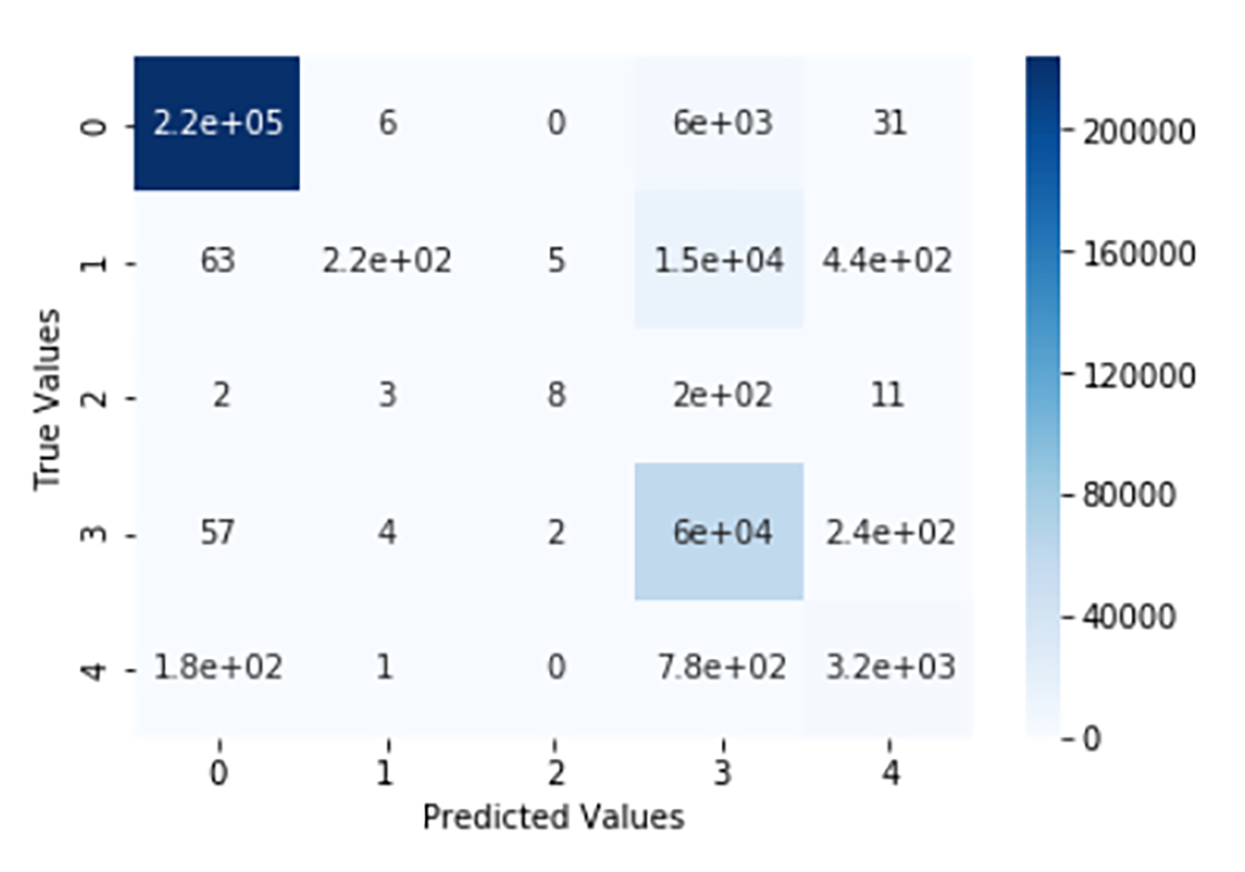 0 2.2e+05 6 0 6e+03 31
1 63 2.2e+02 5 1.5e+04 4.4e+02
2 2 3 8 2e+02 11
3 57 4 2 6e+04 2.4e+02
4 1.8e+02 1 0 7.8e+02 3.2e+03
True Values
0 1 2 3 4
Predicted Values
200000
160000
120000
80000
40000
0